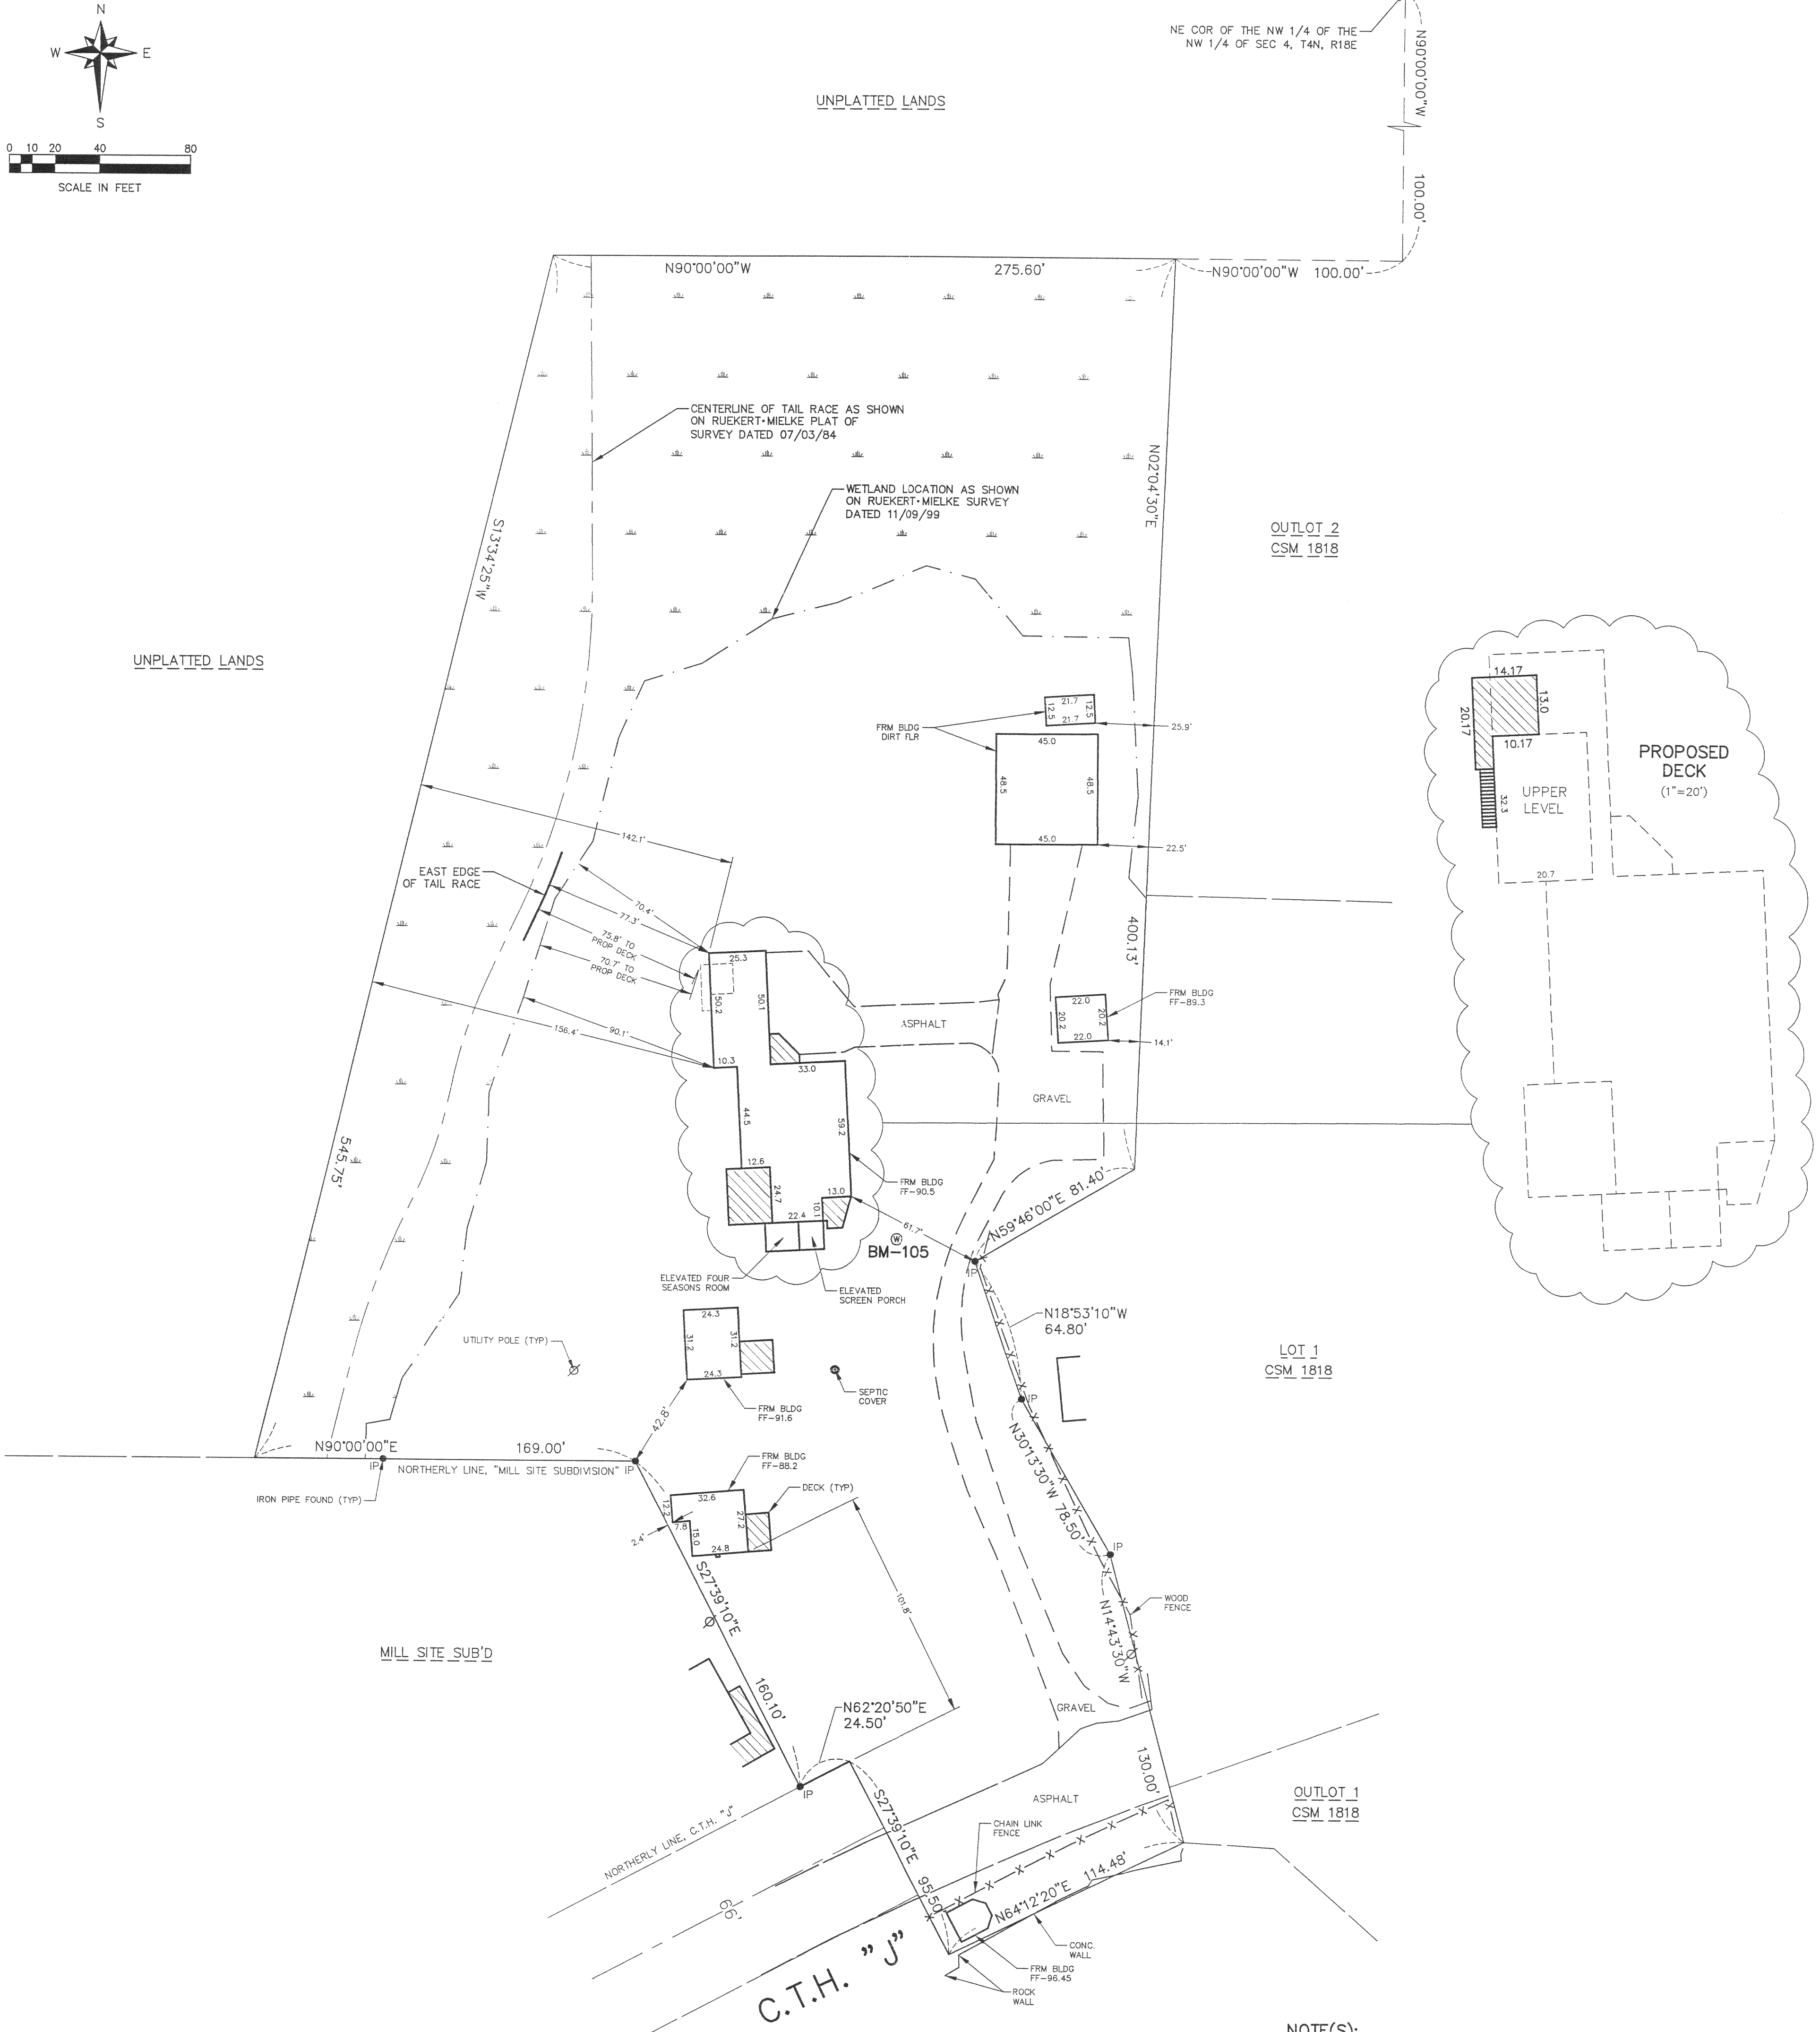 N
W E
S
0 10 20 40 80
SCALE IN FEET
NE COR OF THE NW 1/4 OF THE
NW 1/4 OF SEC 4, T4N, R18E
N90°00'00"W
100.00'
UNPLATTED LANDS
N90°00'00"W 275.60'
N90°00'00"W 100.00'
CENTERLINE OF TAIL RACE AS SHOWN
ON RUEKERT•MIELKE PLAT OF
SURVEY DATED 07/03/84
WETLAND LOCATION AS SHOWN
ON RUEKERT•MIELKE SURVEY
DATED 11/09/99
N02°04'30"E
S13°34'25"W
OUTLOT 2
CSM 1818
UNPLATTED LANDS
FRM BLDG
DIRT FLR
21.7
12.5
12.5
21.7
25.9'
45.0
48.5
48.5
45.0
22.5'
14.17
13.0
20.17
10.17
PROPOSED
DECK
(1"=20')
UPPER
LEVEL
32.3
20.7
142.1'
EAST EDGE
OF TAIL RACE
70.4'
77.3'
75.8' TO
PROP DECK
70.7' TO
PROP DECK
90.1'
156.4'
400.13'
25.3
50.2
50.1
10.3
33.0
44.5
59.2
12.6
24.7
22.4
10.1
13.0
ASPHALT
22.0
20.2
20.2
22.0
FRM BLDG
FF-89.3
14.1'
GRAVEL
FRM BLDG
FF-90.5
61.7'
W
BM-105
N59°46'00"E 81.40'
IP
545.75'
ELEVATED FOUR
SEASONS ROOM
ELEVATED
SCREEN PORCH
N18°53'10"W
64.80'
LOT 1
CSM 1818
UTILITY POLE (TYP)
24.3
31.2
31.2
24.3
FRM BLDG
FF-91.6
SEPTIC
COVER
IP
42.8'
N90°00'00"E 169.00'
IP
NORTHERLY LINE, "MILL SITE SUBDIVISION"
IP
IRON PIPE FOUND (TYP)
FRM BLDG
FF-88.2
DECK (TYP)
32.6
12.2
27.2
7.8
15.0
24.8
2.4'
N30°13'30"W 78.50'
IP
WOOD
FENCE
N14°43'30"W
101.8'
S27°39'10"E
160.10'
MILL SITE SUB'D
N62°20'50"E
24.50'
IP
GRAVEL
130.00'
ASPHALT
OUTLOT 1
CSM 1818
NORTHERLY LINE, C.T.H. "J"
S27°39'10"E 95.50'
CHAIN LINK
FENCE
N64°12'20"E 114.48'
66'
C.T.H. "J"
CONC.
WALL
FRM BLDG
FF-96.45
ROCK
WALL
NOTE(S):